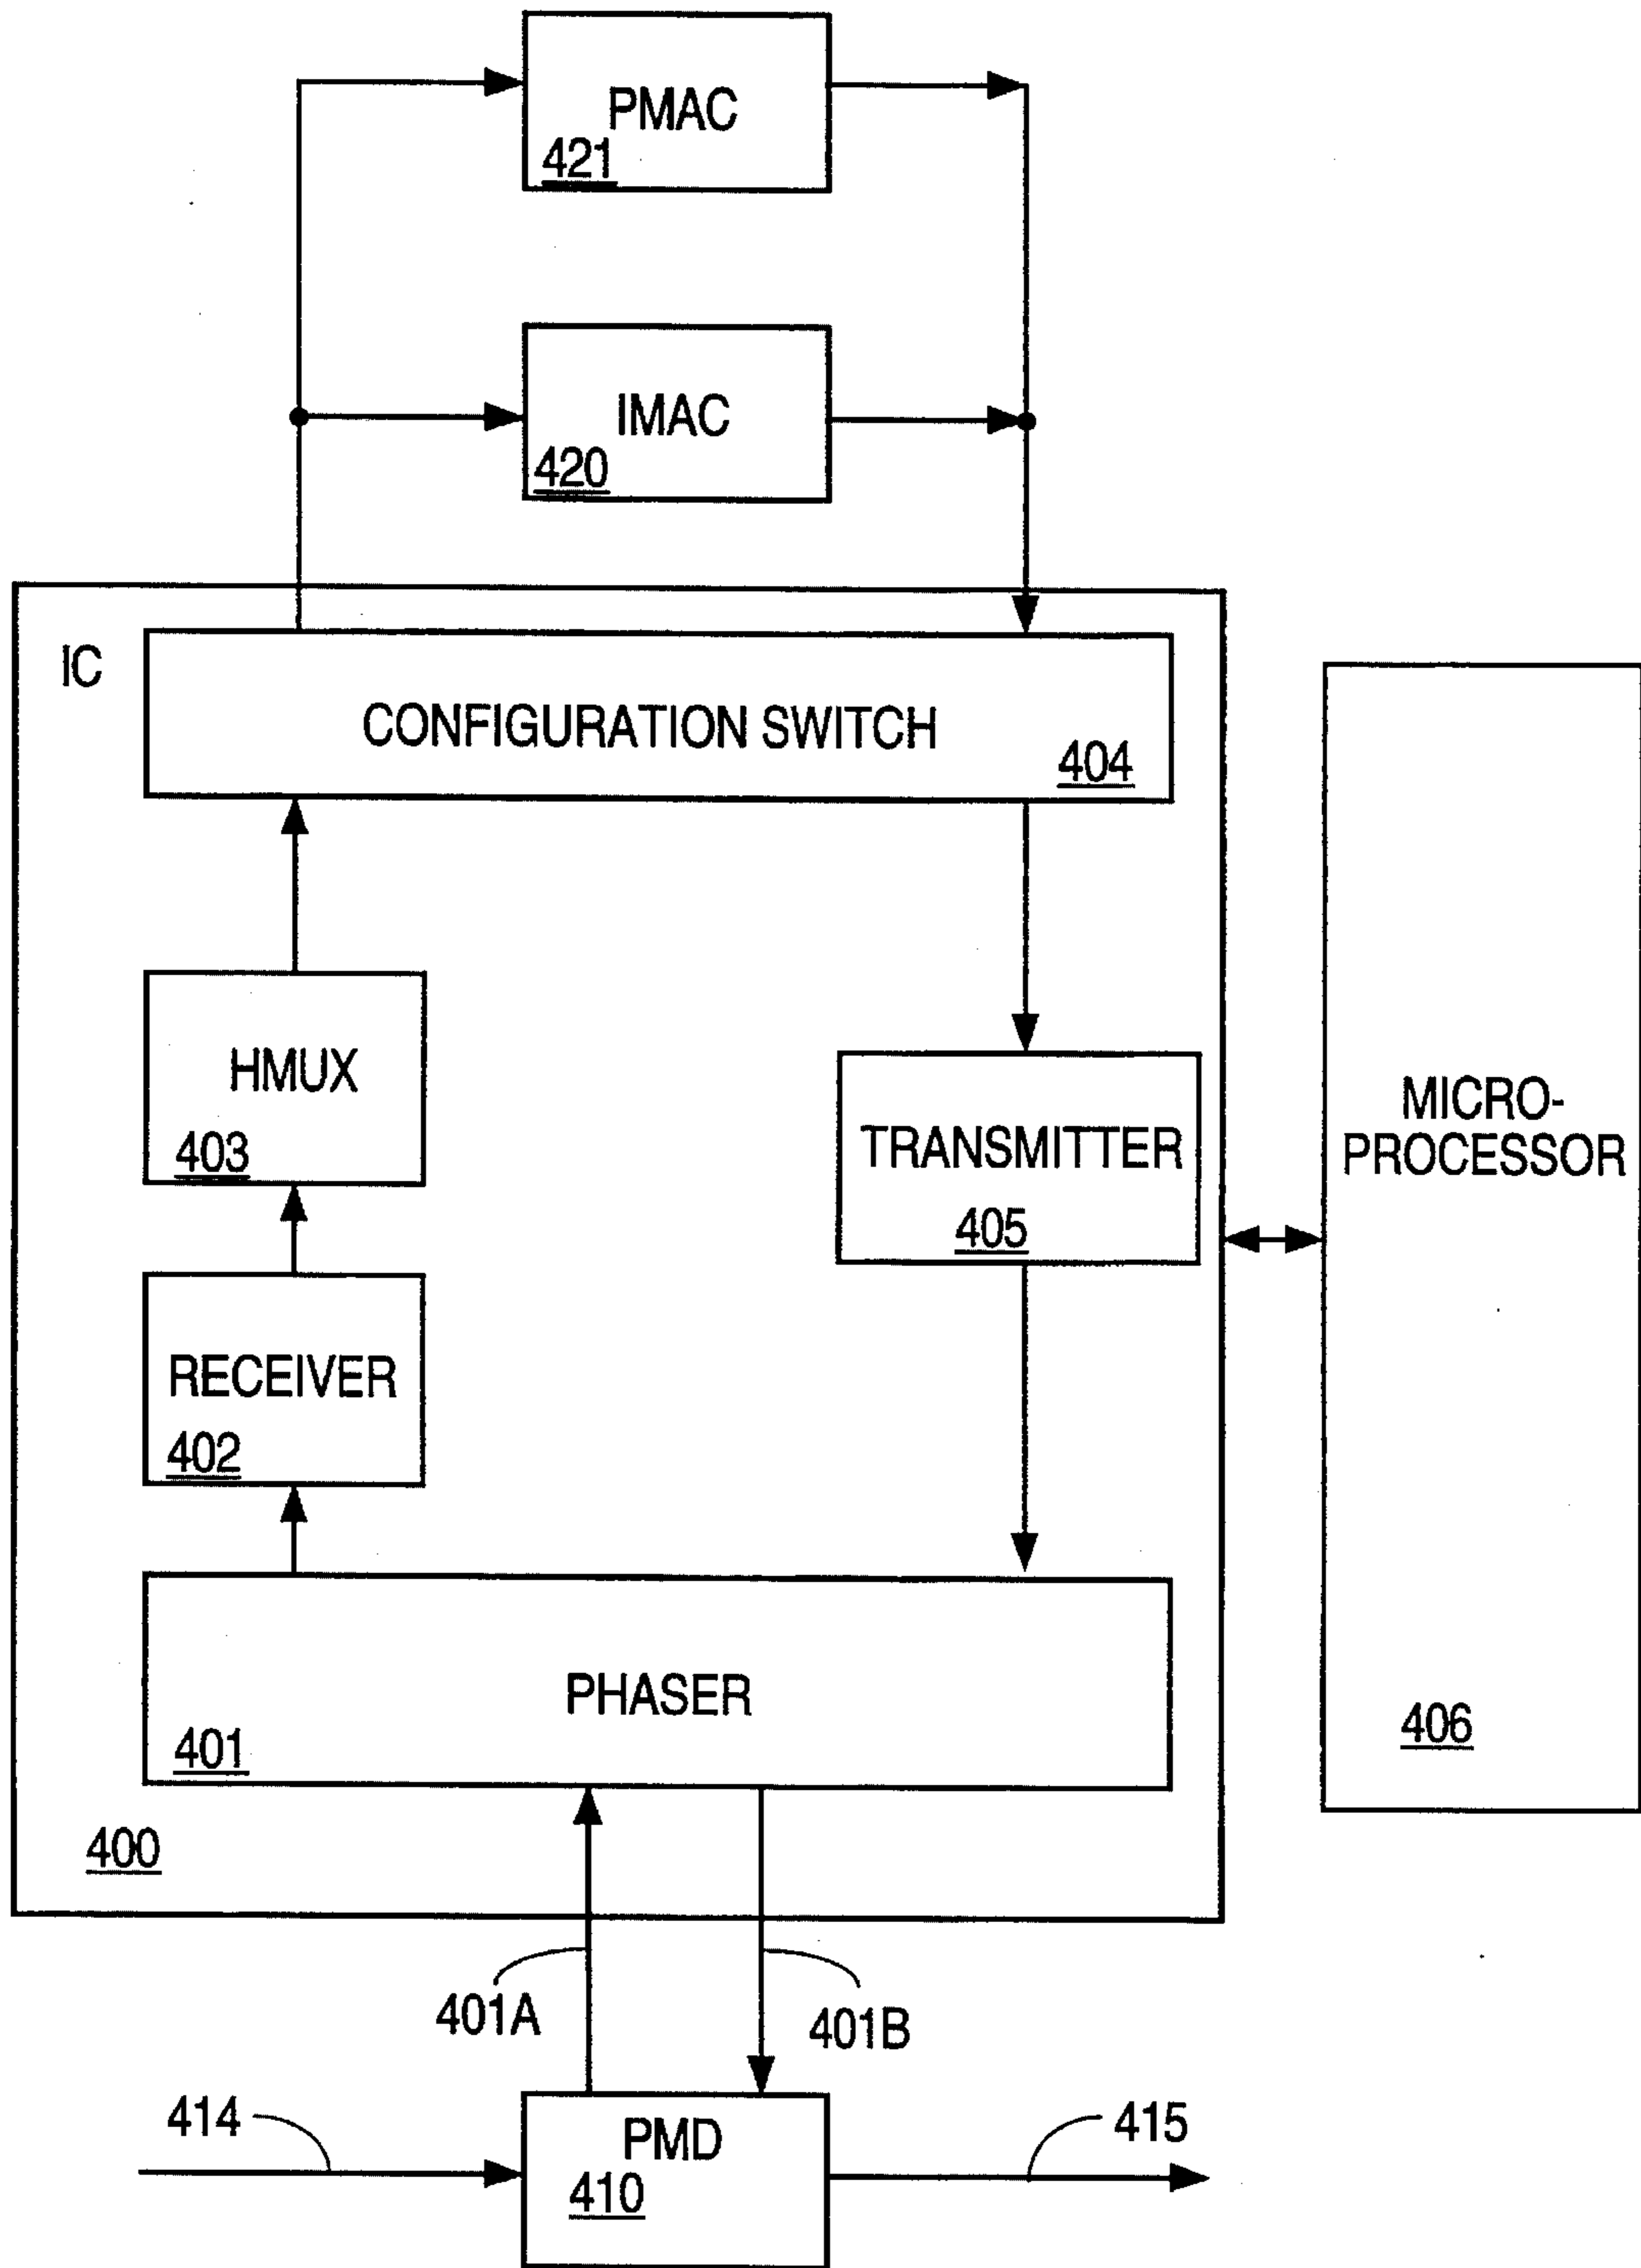 PMAC
421
IMAC
420
IC
CONFIGURATION SWITCH
404
HMUX
403
TRANSMITTER
405
MICRO-
PROCESSOR
RECEIVER
402
PHASER
401
406
400
401A
401B
414
PMD
410
415